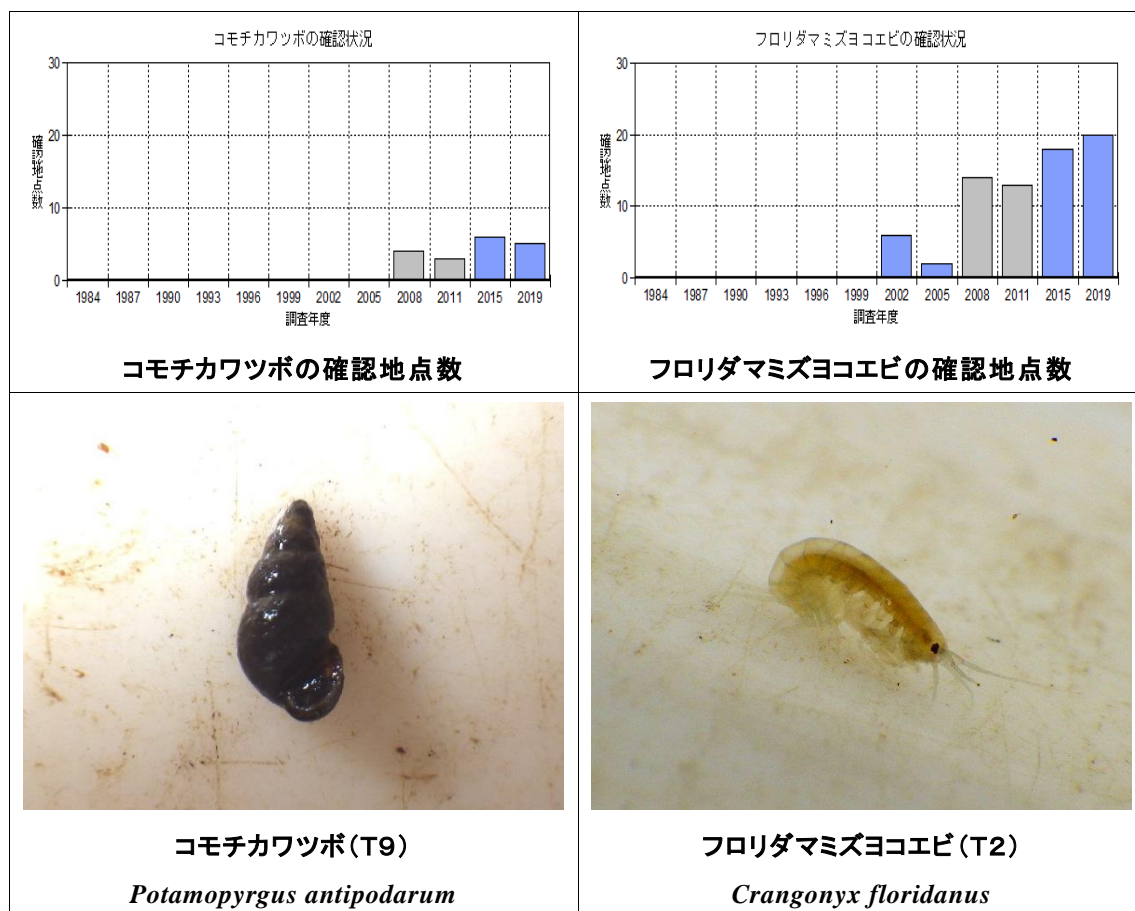 コモチカワツボの確認状況
30
20
10
0
確認地点数
1984 1987 1990 1993 1996 1999 2002 2005 2008 2011 2015 2019
調査年度
コモチカワツボの確認地点数
フロリダマミズヨコエビの確認状況
30
20
10
0
確認地点数
1984 1987 1990 1993 1996 1999 2002 2005 2008 2011 2015 2019
調査年度
フロリダマミズヨコエビの確認地点数
コモチカワツボ(T9)
Potamopyrgus antipodarum
フロリダマミズヨコエビ(T2)
Crangonyx floridanus